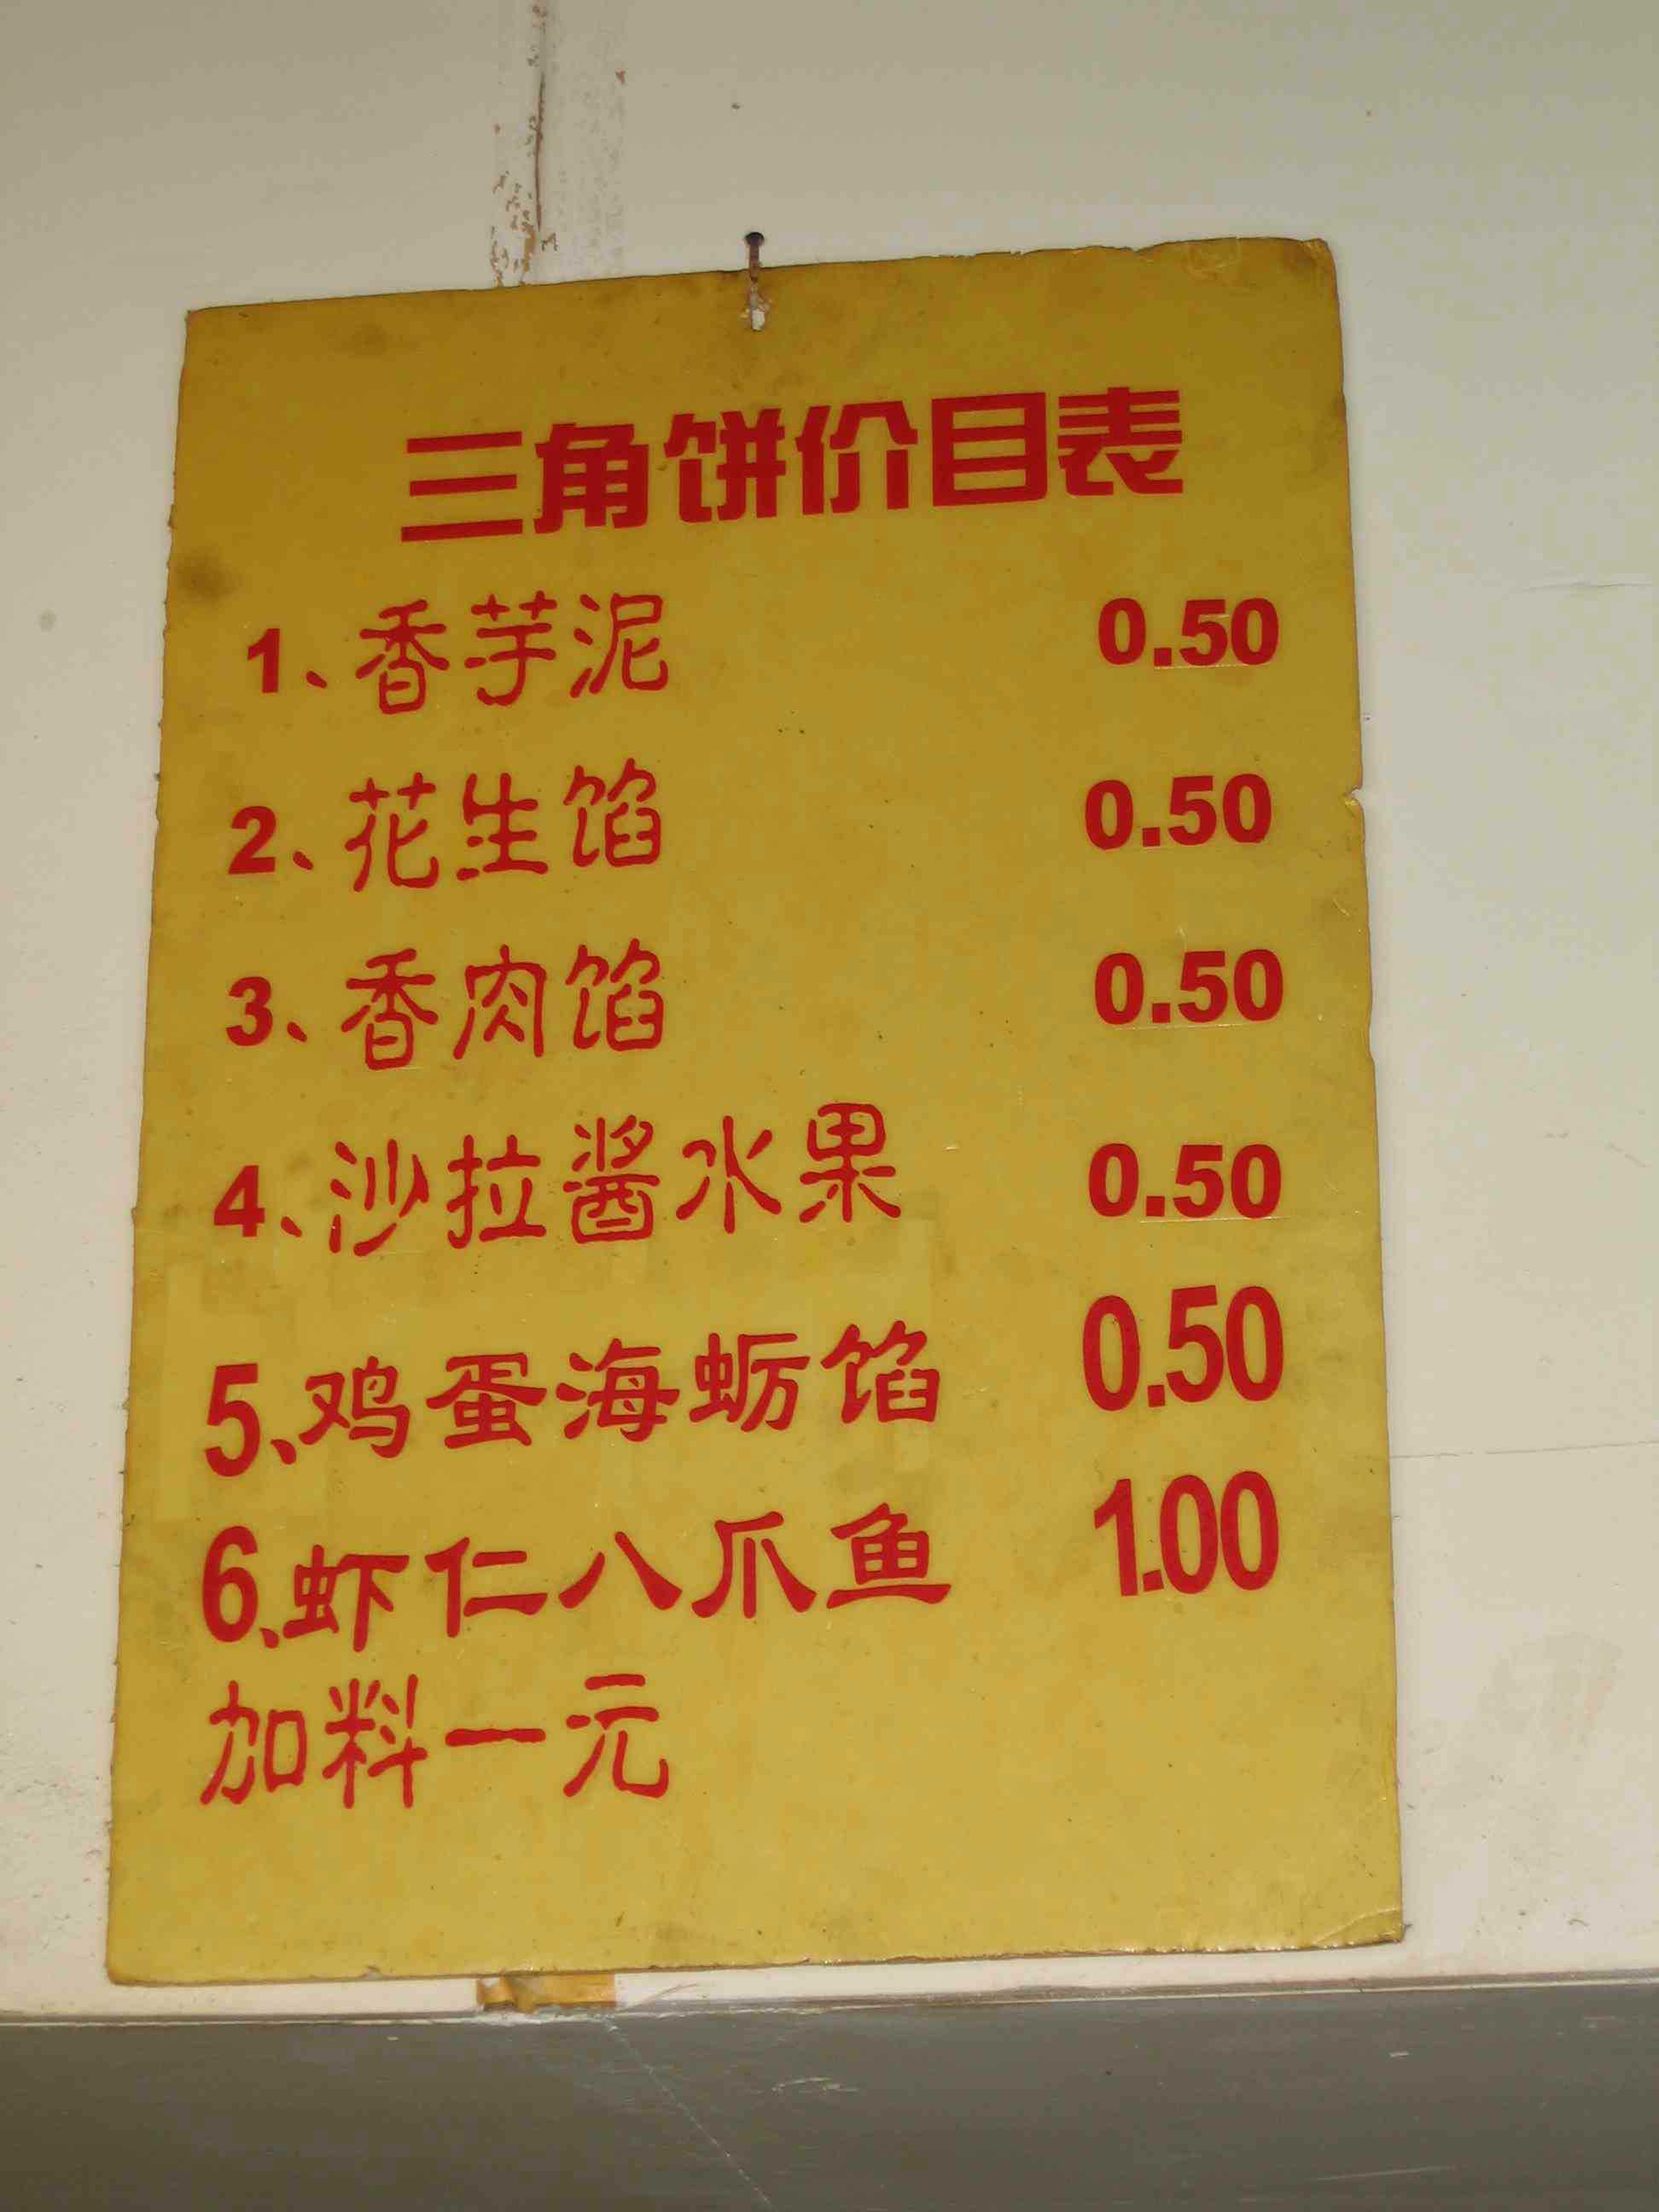 三角饼价目表
1、香芋泥 0.50
2、花生馅 0.50
3、香肉馅 0.50
4、沙拉酱水果 0.50
5、鸡蛋海蛎馅 0.50
6、虾仁八爪鱼 1.00
加料一元